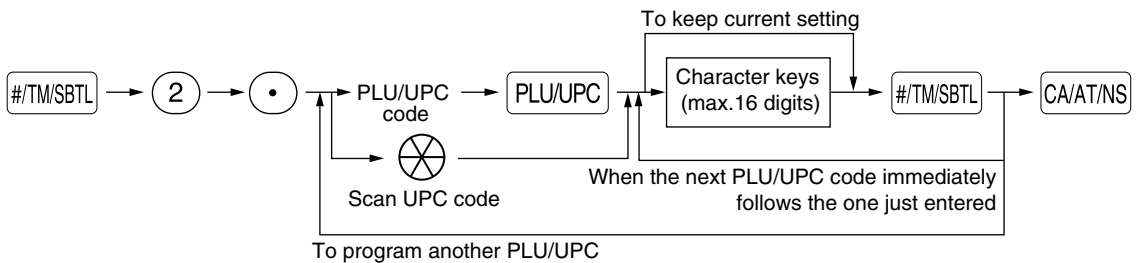 To keep current setting
#/TM/SBTL
2
•
PLU/UPC
code
PLU/UPC
Character keys
(max.16 digits)
#/TM/SBTL
CA/AT/NS
Scan UPC code
When the next PLU/UPC code immediately
follows the one just entered
To program another PLU/UPC